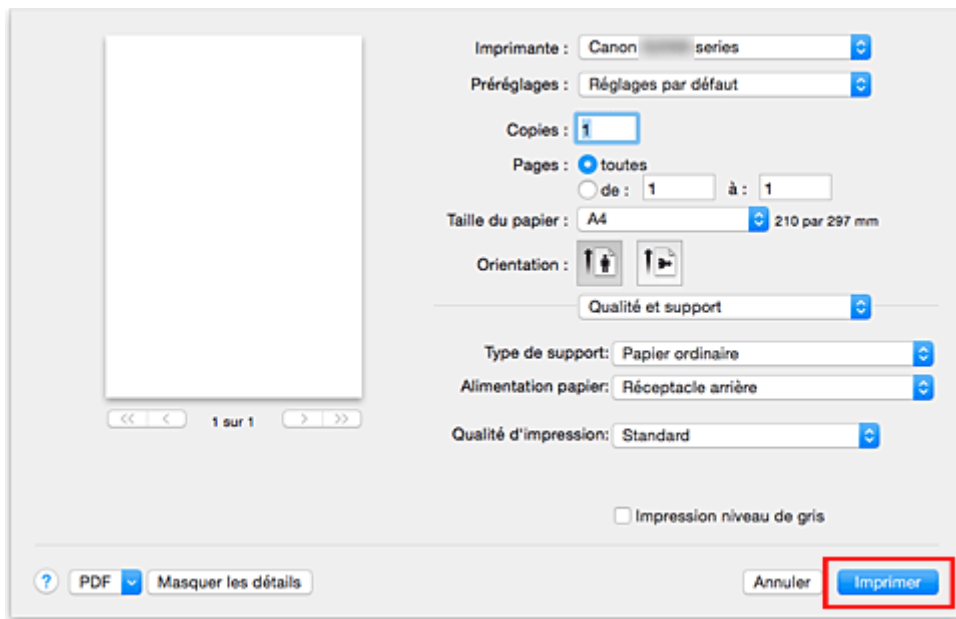 Imprimante : Canon series
Préréglages : Réglages par défaut
Copies : 1
Pages : toutes
de : 1 à : 1
Taille du papier : A4 210 par 297 mm
Orientation :
Qualité et support
Type de support: Papier ordinaire
Alimentation papier: Réceptacle arrière
1 sur 1
Qualité d'impression: Standard
Impression niveau de gris
? PDF Masquer les détails Annuler Imprimer